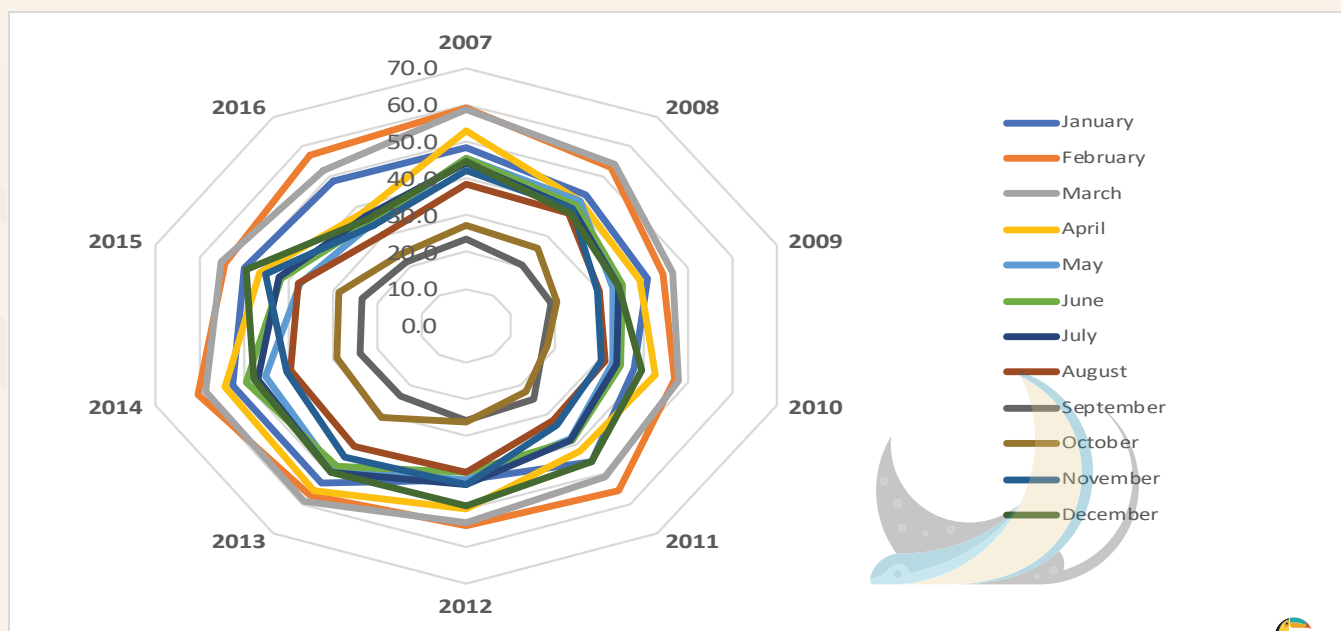 2007
70.0
60.0
50.0
40.0
30.0
20.0
10.0
0.0
2008
2009
2010
2011
2012
2013
2014
2015
2016
January
February
March
April
May
June
July
August
September
October
November
December